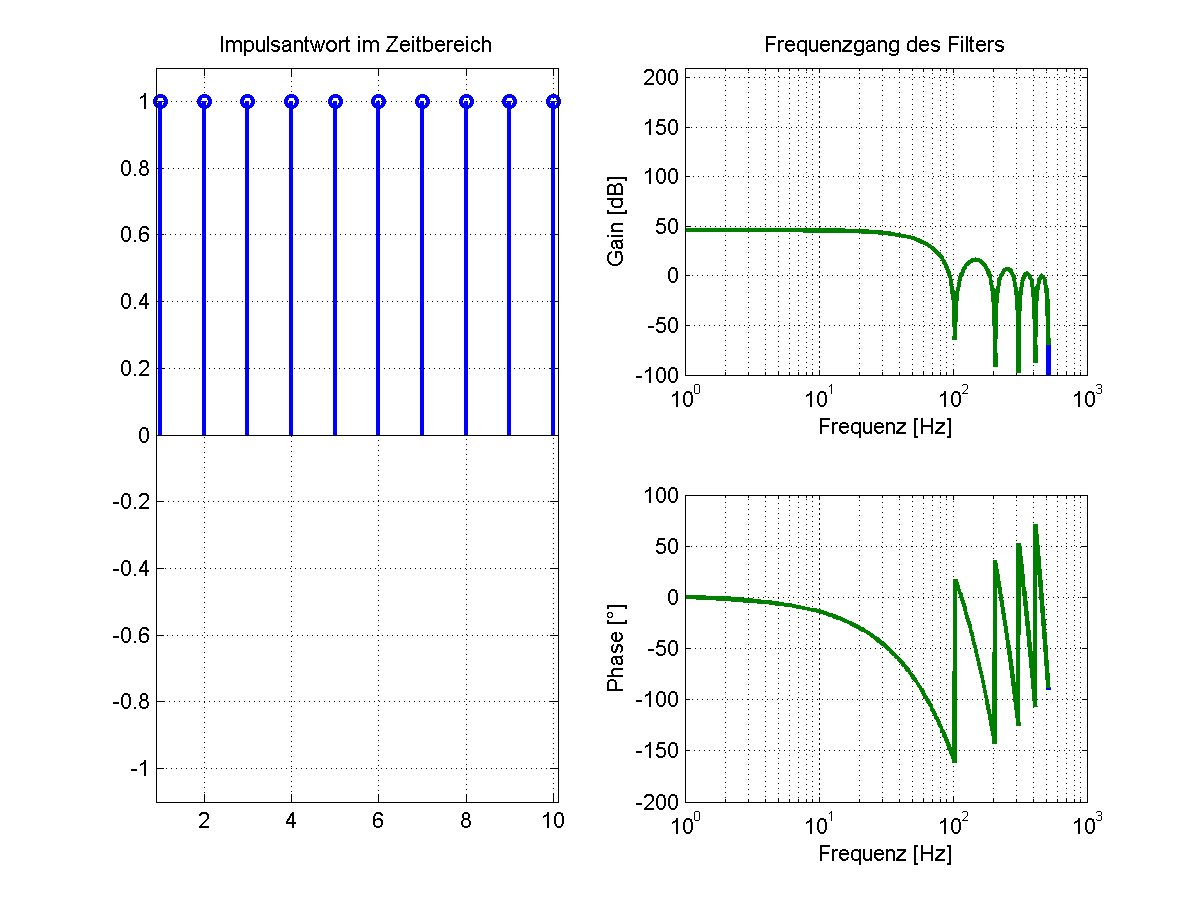 Impulsantwort im Zeitbereich
1
0.8
0.6
0.4
0.2
0
-0.2
-0.4
-0.6
-0.8
-1
2 4 6 8 10
Frequenzgang des Filters
Gain [dB]
200
150
100
50
0
-50
-100
10^0 10^1 10^2 10^3
Frequenz [Hz]
Phase [°]
100
50
0
-50
-100
-150
-200
10^0 10^1 10^2 10^3
Frequenz [Hz]